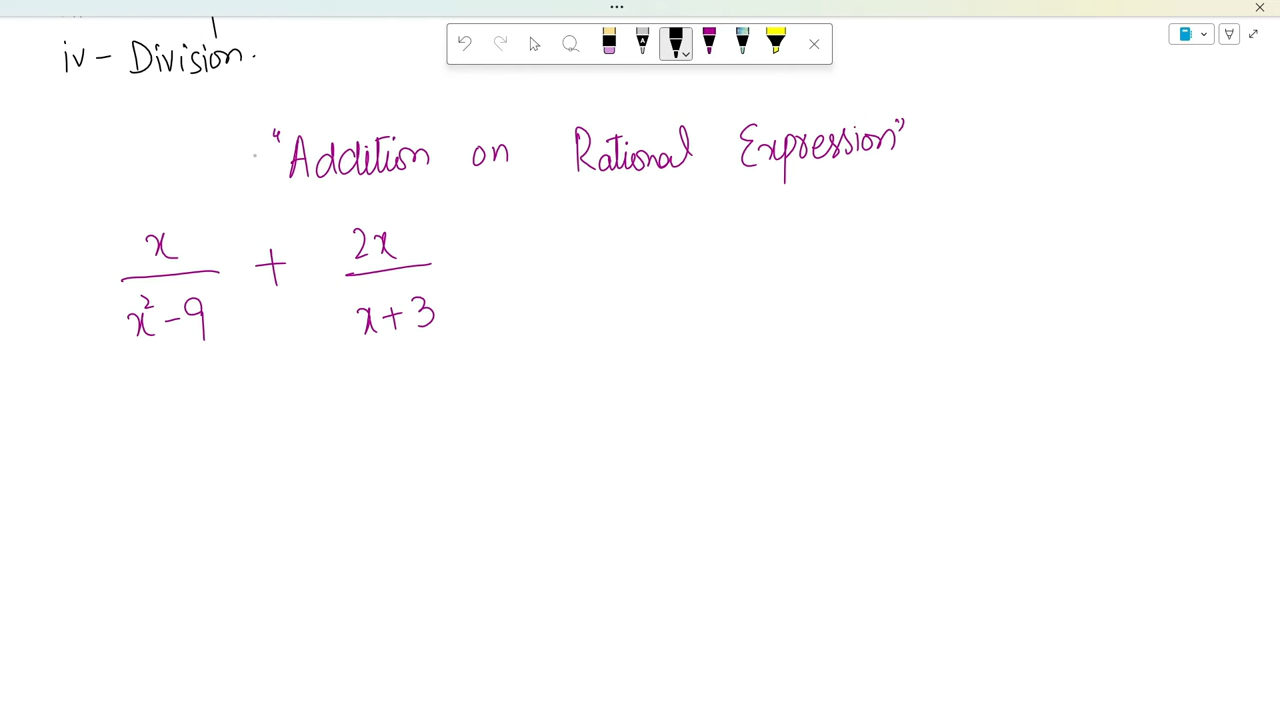 iv - Division.
"Addition on Rational Expression"
x/(x²-9) + 2x/(x+3)